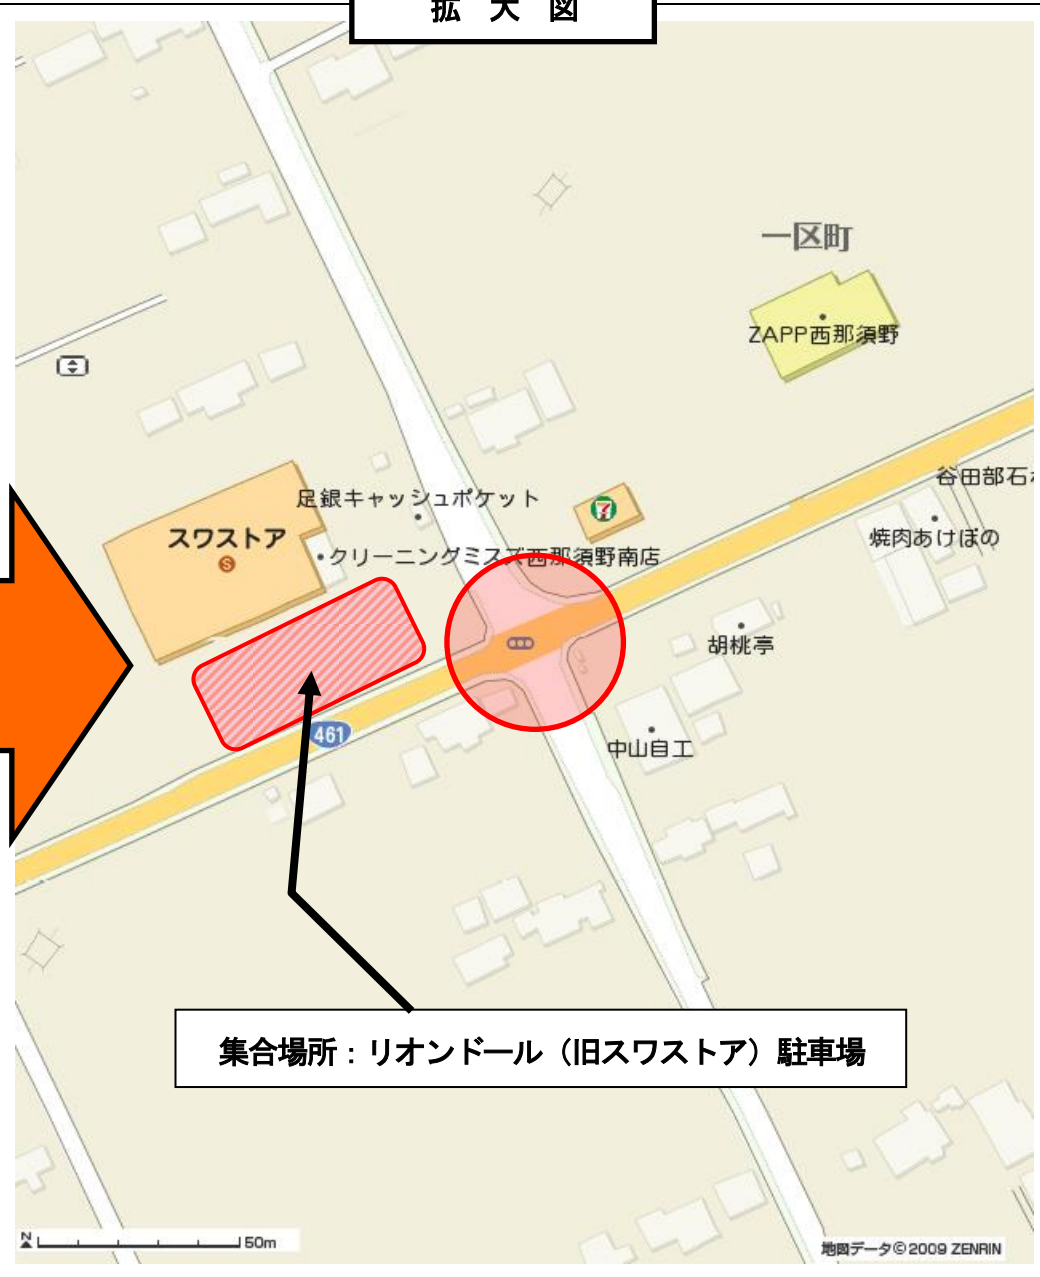 拡大図
一区町
ZAPP西那須野
谷田部石
足銀キャッシュポケット
スワストア
S
7
クリーニングミスズ西那須野南店
焼肉あけぼの
胡桃亭
461
中山自工
集合場所：リオンドール（旧スワストア）駐車場
N
50m
地図データ©2009 ZENRIN